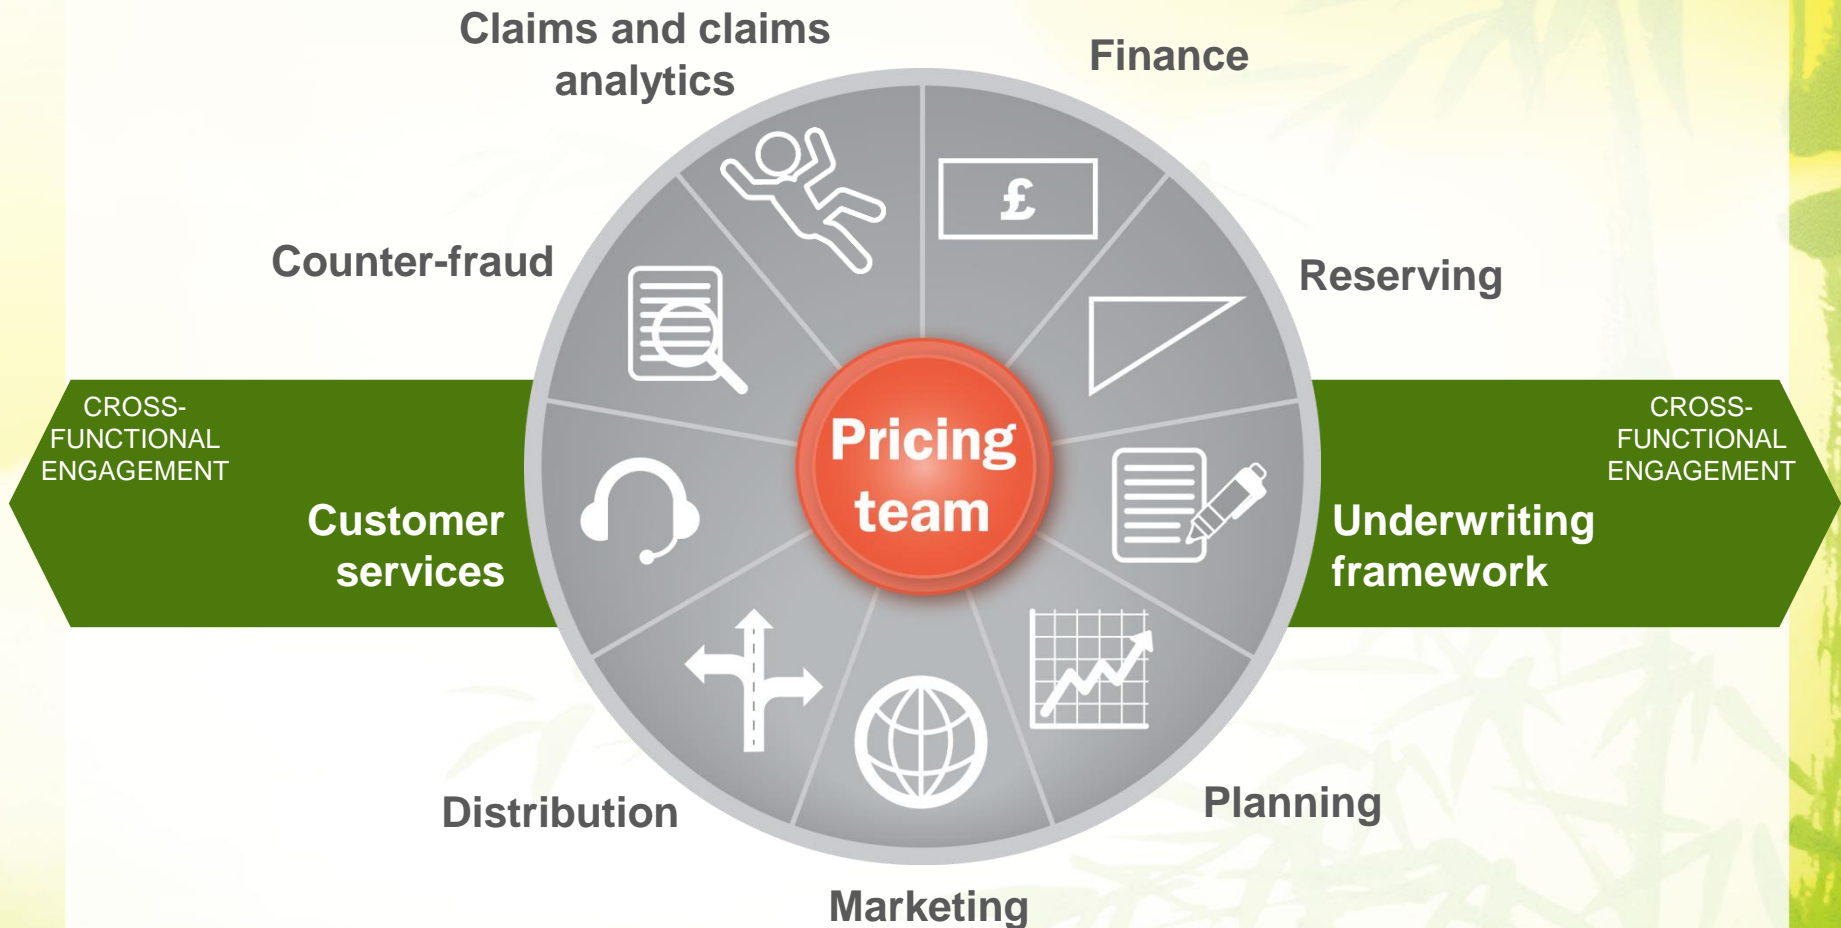 Claims and claims
analytics
Finance
Counter-fraud
Reserving
£
CROSS-
FUNCTIONAL
ENGAGEMENT
Customer
services
Pricing
team
CROSS-
FUNCTIONAL
ENGAGEMENT
Underwriting
framework
Distribution
Planning
Marketing